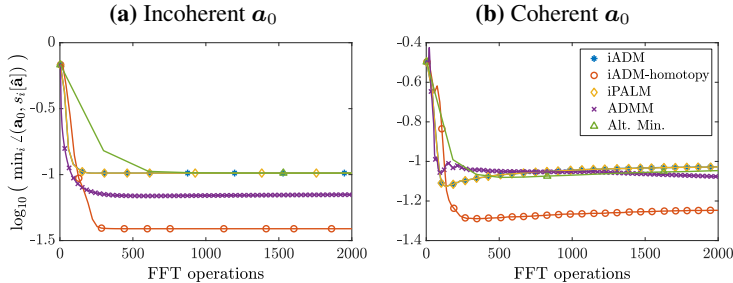 (a) Incoherent a₀
(b) Coherent a₀
log₁₀( minᵢ ∠(a₀, sᵢ[â) )
0
-0.5
-1
-1.5
0 500 1000 1500 2000
FFT operations
-0.4
-0.6
-0.8
-1
-1.2
-1.4
0 500 1000 1500 2000
FFT operations
iADM
iADM-homotopy
iPALM
ADMM
Alt. Min.